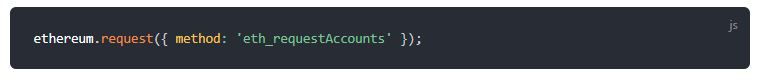 js
ethereum.request({ method: 'eth_requestAccounts' });